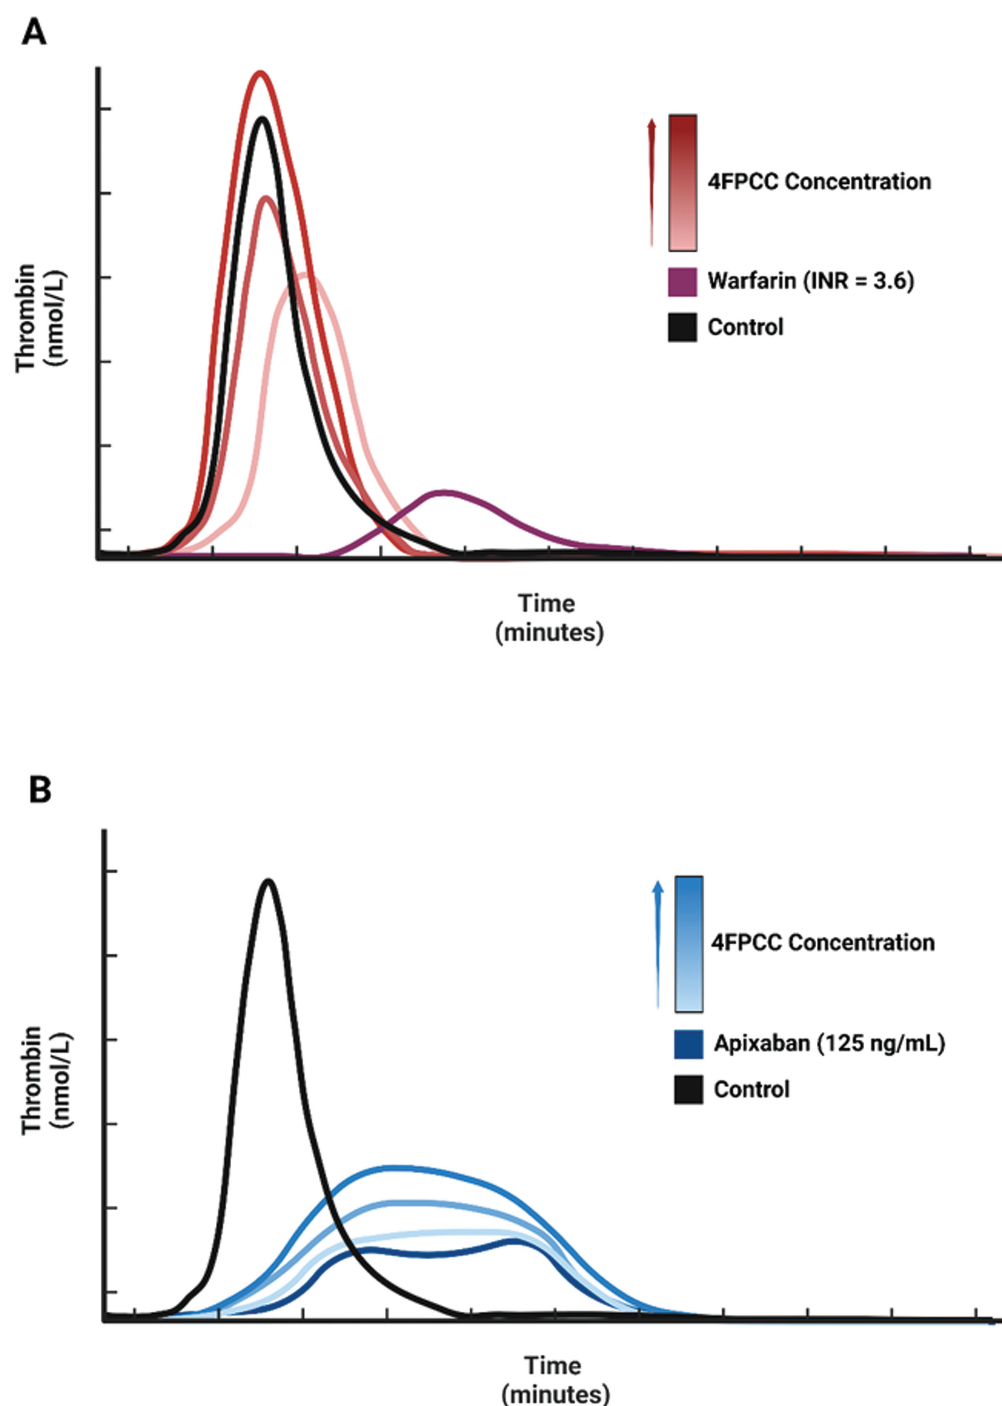 A
Thrombin
(nmol/L)
4FPCC Concentration
Warfarin (INR = 3.6)
Control
Time
(minutes)
B
Thrombin
(nmol/L)
4FPCC Concentration
Apixaban (125 ng/mL)
Control
Time
(minutes)